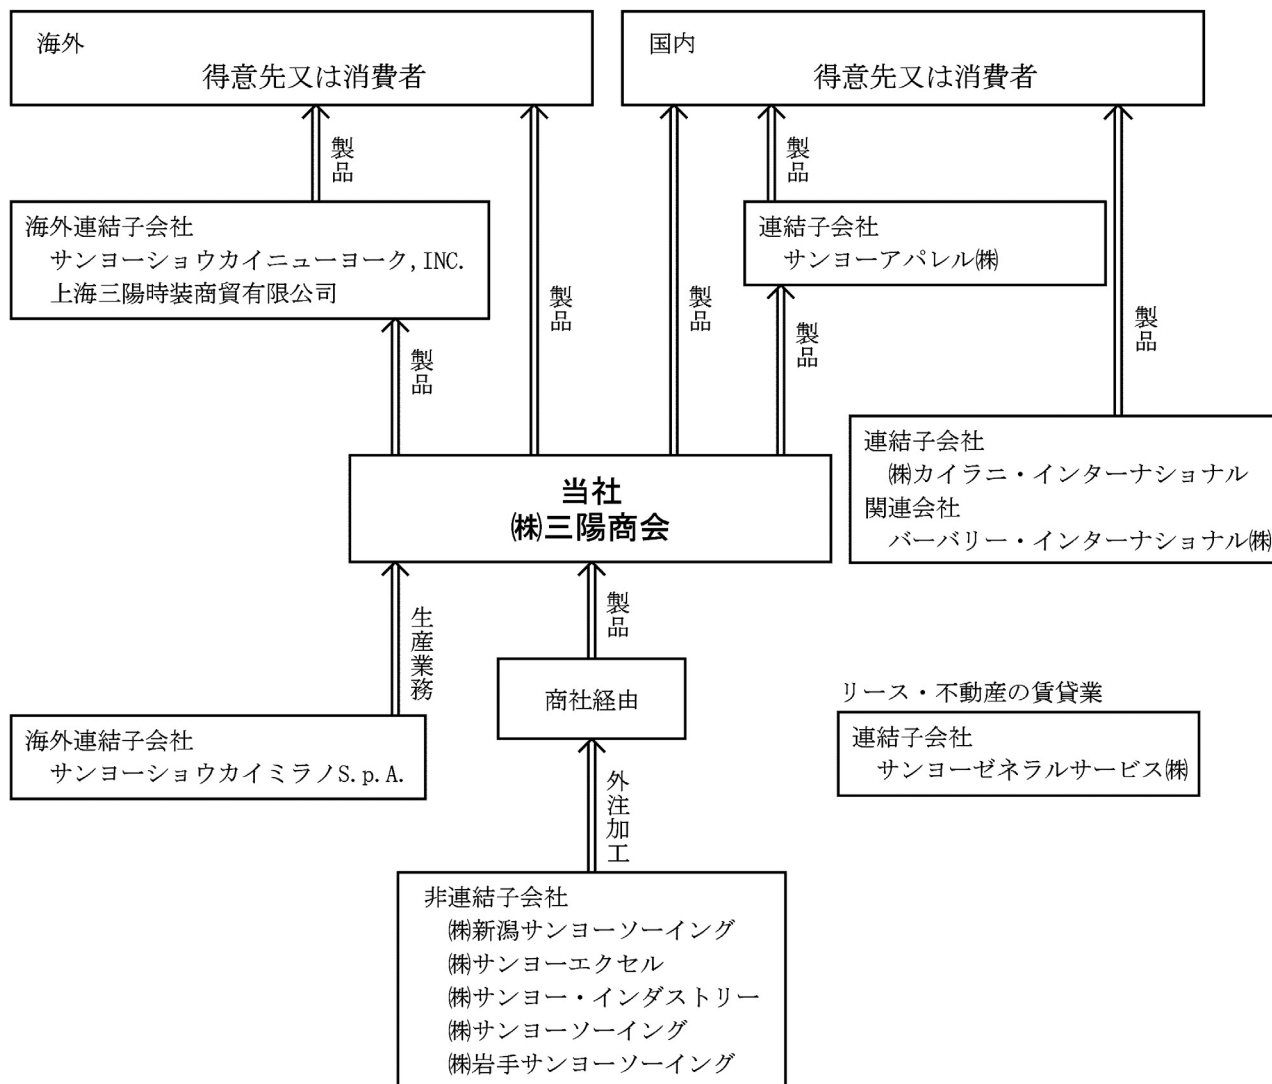 海外
得意先又は消費者
国内
得意先又は消費者
製品
製品
海外連結子会社
サンヨーショウカイニューヨーク,INC.
上海三陽時装商貿有限公司
連結子会社
サンヨーアパレル㈱
製品
製品
製品
製品
製品
連結子会社
㈱カイラニ・インターナショナル
関連会社
バーバリー・インターナショナル㈱
当社
㈱三陽商会
生産業務
製品
商社経由
リース・不動産の賃貸業
海外連結子会社
サンヨーショウカイミラノS.p.A.
連結子会社
サンヨーゼネラルサービス㈱
外注加工
非連結子会社
㈱新潟サンヨーソーイング
㈱サンヨーエクセル
㈱サンヨー・インダストリー
㈱サンヨーソーイング
㈱岩手サンヨーソーイング